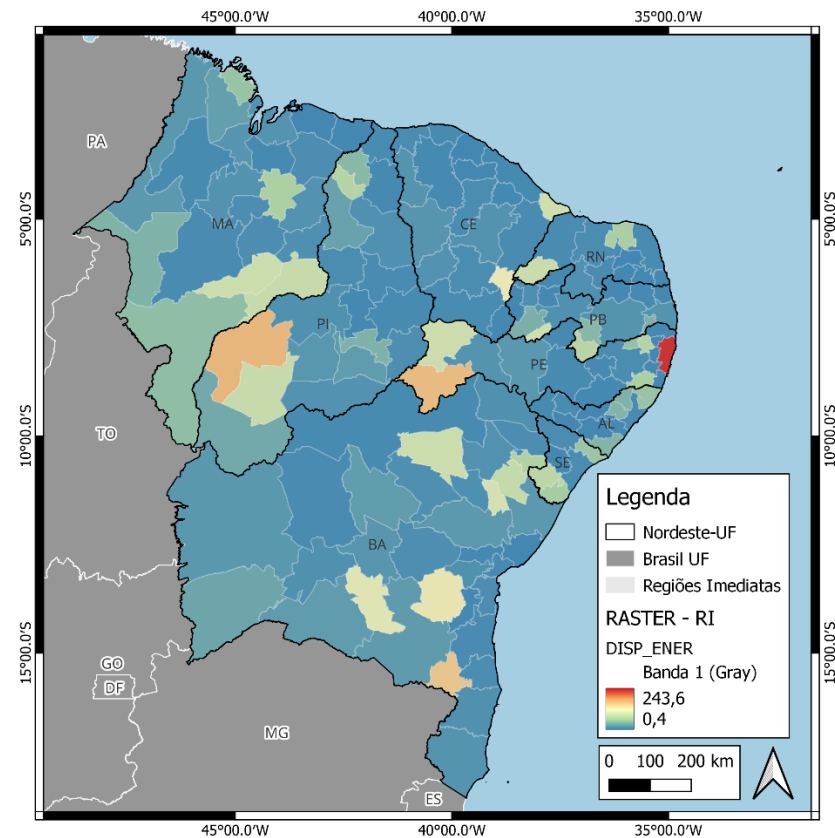 45°00.0'W 40°00.0'W 35°00.0'W
PA
5°00.0'S 5°00.0'S
MA
CE
RN
PI
PB
PE
TO
10°00.0'S 10°00.0'S
AL
SE
BA
15°00.0'S 15°00.0'S
GO
DF
MG
ES
Legenda
Nordeste-UF
Brasil UF
Regiões Imediatas
RASTER - RI
DISP_ENER
Banda 1 (Gray)
243,6
0,4
0 100 200 km
45°00.0'W 40°00.0'W 35°00.0'W